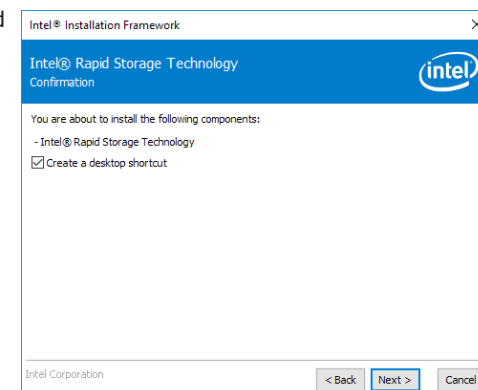 Intel® Installation Framework
Intel® Rapid Storage Technology
Confirmation
intel
You are about to install the following components:
- Intel® Rapid Storage Technology
Create a desktop shortcut
Intel Corporation
< Back Next > Cancel